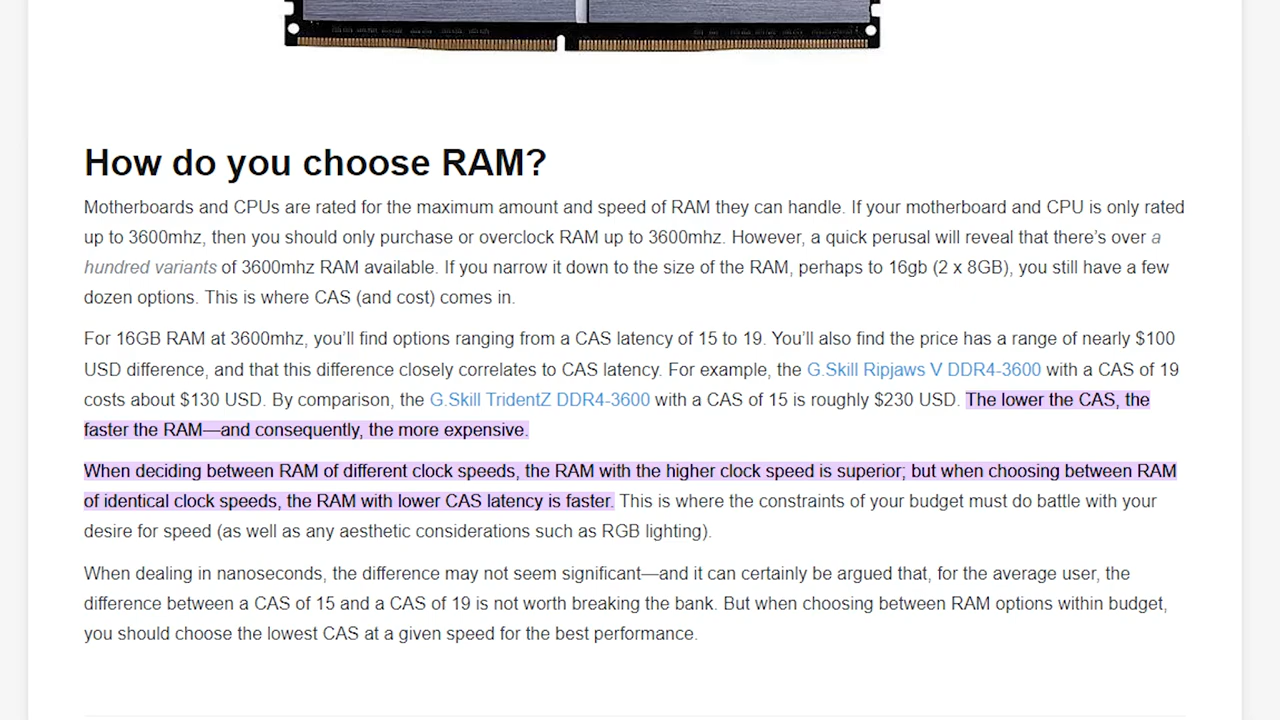 How do you choose RAM?
Motherboards and CPUs are rated for the maximum amount and speed of RAM they can handle. If your motherboard and CPU is only rated
up to 3600mhz, then you should only purchase or overclock RAM up to 3600mhz. However, a quick perusal will reveal that there’s over a
hundred variants of 3600mhz RAM available. If you narrow it down to the size of the RAM, perhaps to 16gb (2 x 8GB), you still have a few
dozen options. This is where CAS (and cost) comes in.
For 16GB RAM at 3600mhz, you’ll find options ranging from a CAS latency of 15 to 19. You’ll also find the price has a range of nearly $100
USD difference, and that this difference closely correlates to CAS latency. For example, the G.Skill Ripjaws V DDR4-3600 with a CAS of 19
costs about $130 USD. By comparison, the G.Skill TridentZ DDR4-3600 with a CAS of 15 is roughly $230 USD. The lower the CAS, the
faster the RAM—and consequently, the more expensive.
When deciding between RAM of different clock speeds, the RAM with the higher clock speed is superior; but when choosing between RAM
of identical clock speeds, the RAM with lower CAS latency is faster. This is where the constraints of your budget must do battle with your
desire for speed (as well as any aesthetic considerations such as RGB lighting).
When dealing in nanoseconds, the difference may not seem significant—and it can certainly be argued that, for the average user, the
difference between a CAS of 15 and a CAS of 19 is not worth breaking the bank. But when choosing between RAM options within budget,
you should choose the lowest CAS at a given speed for the best performance.